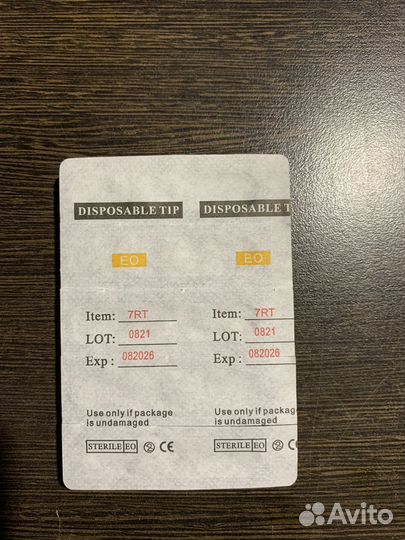 DISPOSABLE TIP
EO
Item: 7RT
LOT: 0821
Exp : 082026
Use only if package
is undamaged
STERILE EO CE
DISPOSABLE T
EO
Item: 7RT
LOT: 0821
Exp : 082026
Use only if package
is undamaged
STERILE EO CE
Avito